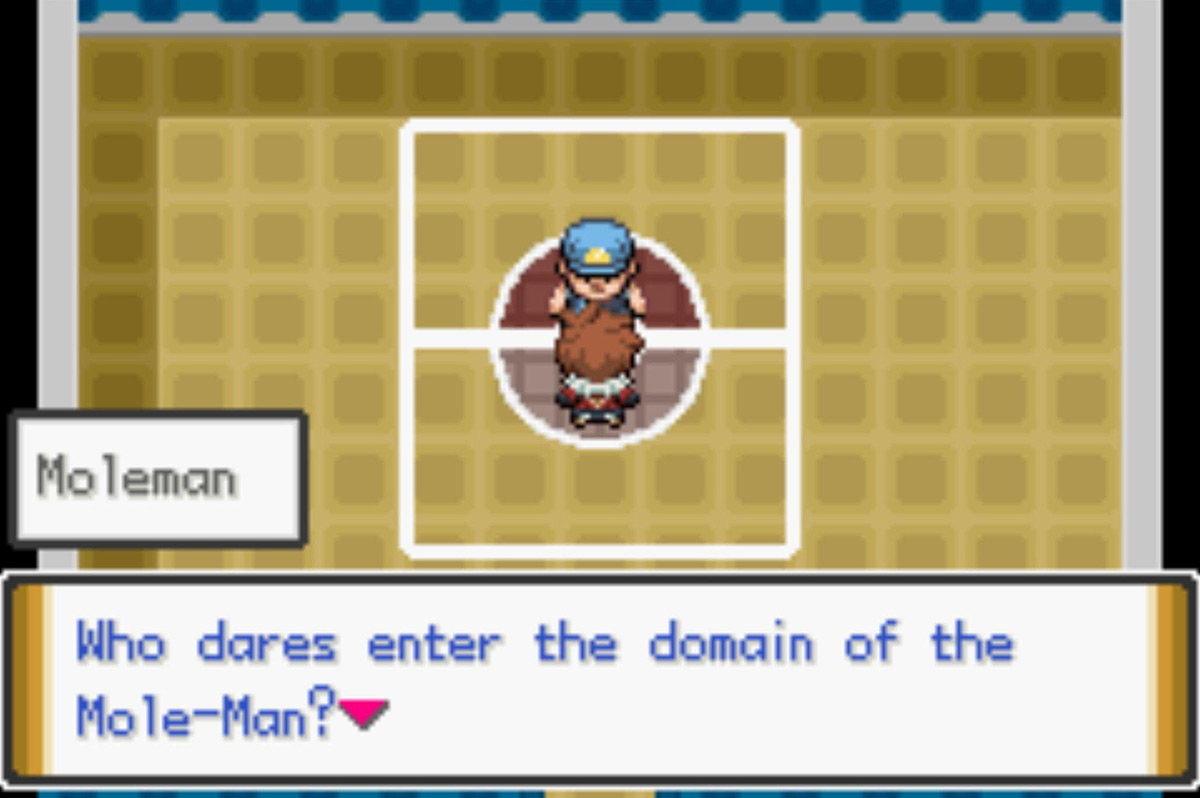 Moleman
Who dares enter the domain of the
Mole-Man?